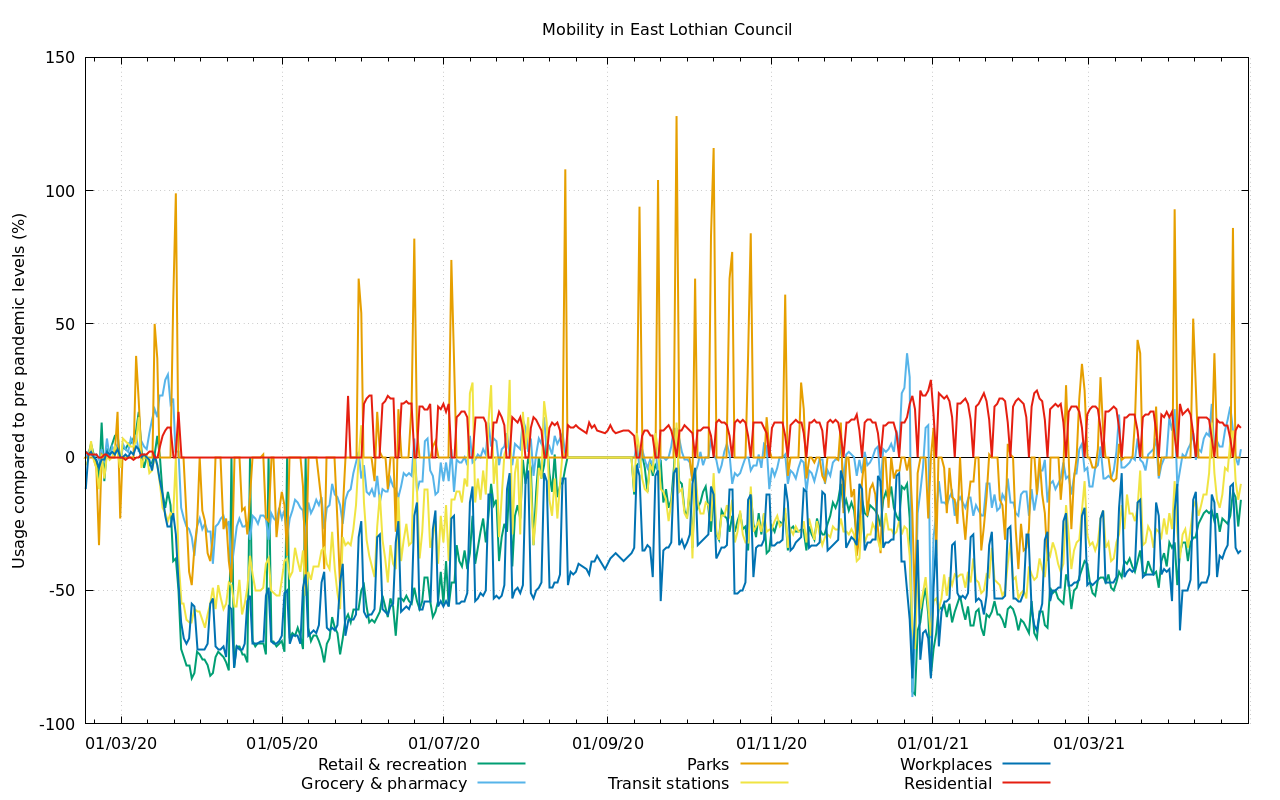 Mobility in East Lothian Council
Usage compared to pre pandemic levels (%)
150
100
50
0
-50
-100
01/03/20 01/05/20 01/07/20 01/09/20 01/11/20 01/01/21 01/03/21
Retail & recreation Parks Workplaces
Grocery & pharmacy Transit stations Residential